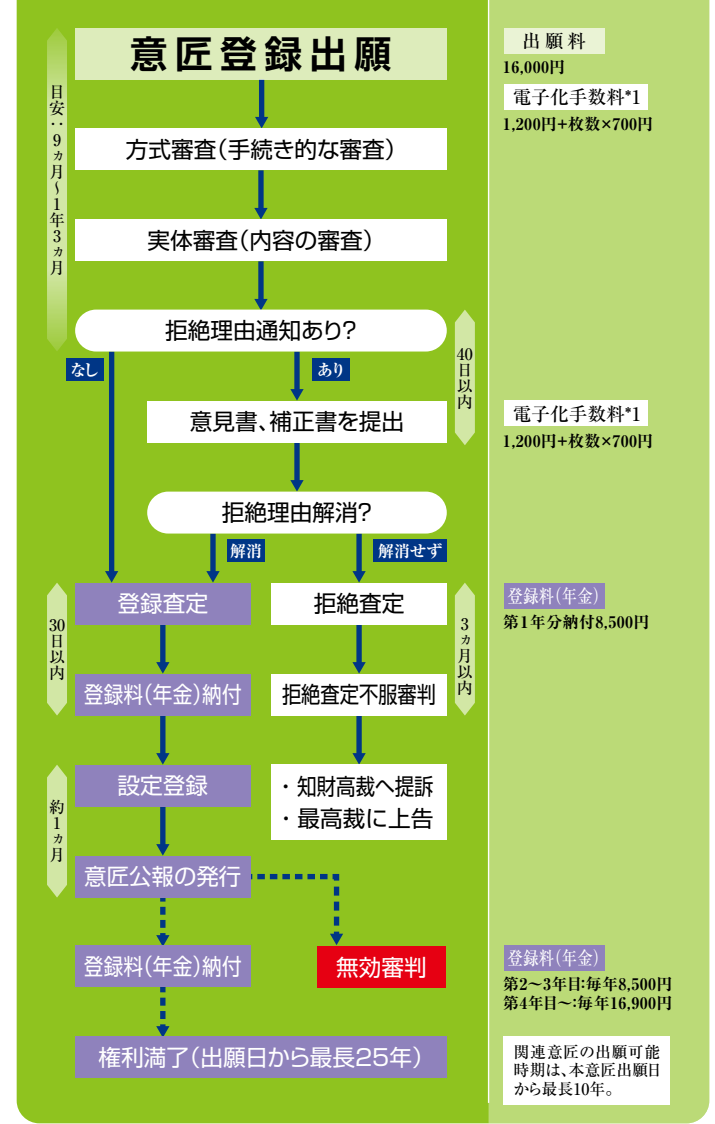 意匠登録出願
出願料
16,000円
電子化手数料*1
1,200円+枚数×700円
目安:9ヵ月~1年3ヵ月
方式審査(手続き的な審査)
実体審査(内容の審査)
拒絶理由通知あり?
なし
あり
40日以内
意見書、補正書を提出
電子化手数料*1
1,200円+枚数×700円
拒絶理由解消?
解消
解消せず
登録査定
拒絶査定
登録料(年金)
第1年分納付8,500円
30日以内
3ヵ月以内
登録料(年金)納付
拒絶査定不服審判
設定登録
・知財高裁へ提訴
・最高裁に上告
約1ヵ月
意匠公報の発行
登録料(年金)納付
無効審判
登録料(年金)
第2~3年目:毎年8,500円
第4年目~:毎年16,900円
権利満了(出願日から最長25年)
関連意匠の出願可能
時期は、本意匠出願日
から最長10年。